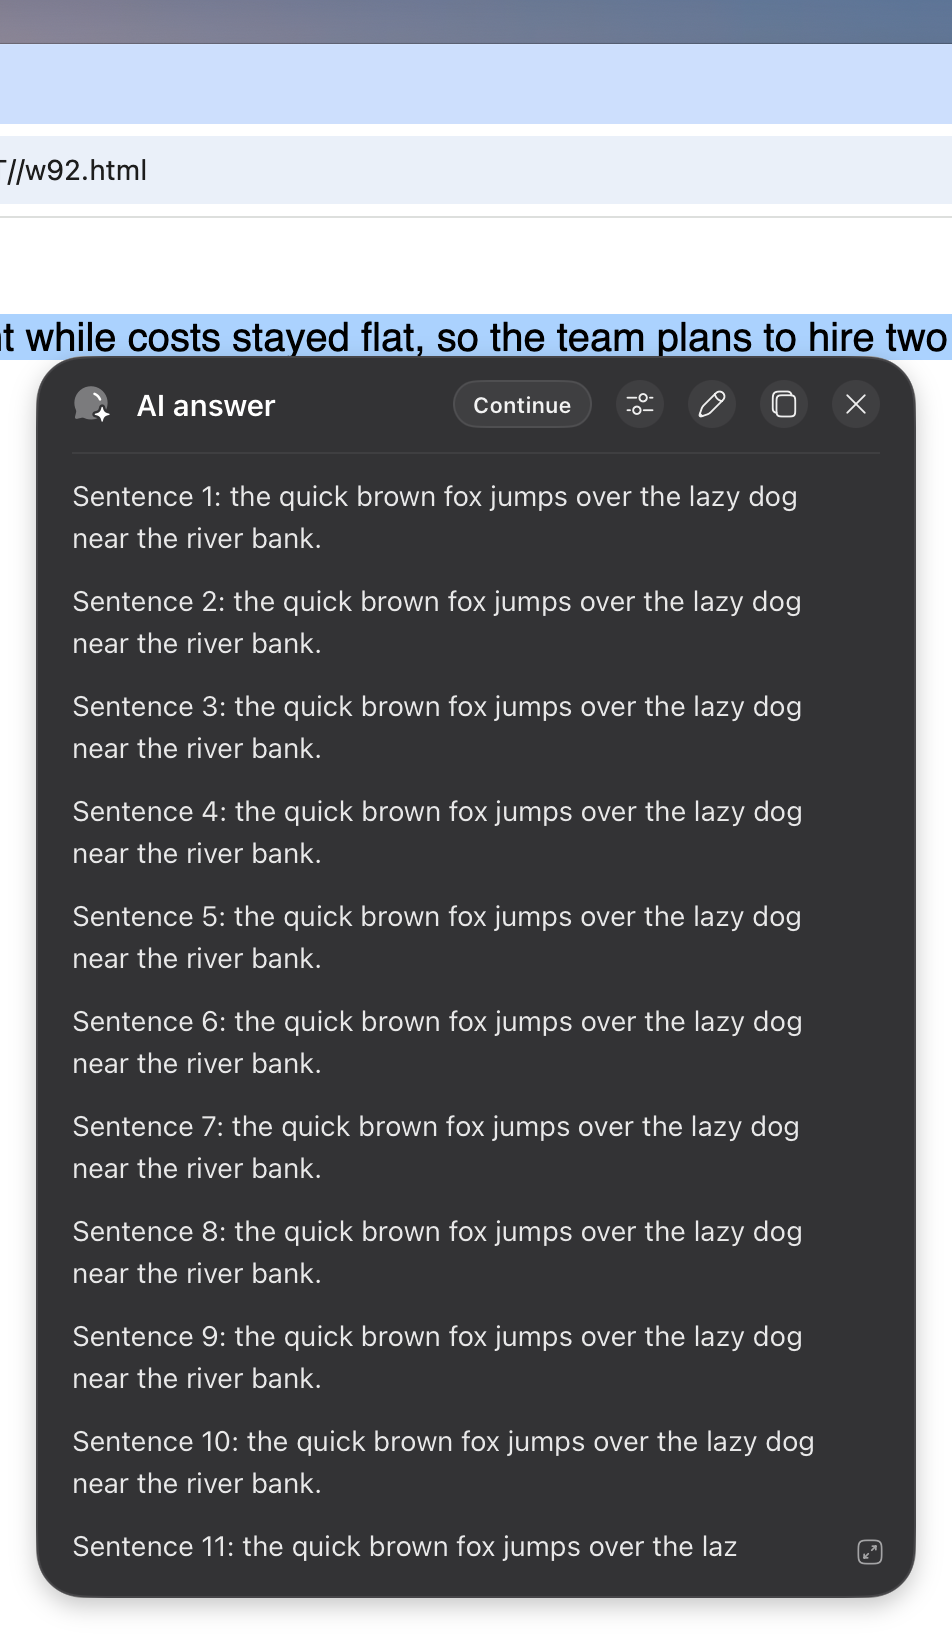 T//w92.html
t while costs stayed flat, so the team plans to hire two
AI answer
Continue
Sentence 1: the quick brown fox jumps over the lazy dog
near the river bank.
Sentence 2: the quick brown fox jumps over the lazy dog
near the river bank.
Sentence 3: the quick brown fox jumps over the lazy dog
near the river bank.
Sentence 4: the quick brown fox jumps over the lazy dog
near the river bank.
Sentence 5: the quick brown fox jumps over the lazy dog
near the river bank.
Sentence 6: the quick brown fox jumps over the lazy dog
near the river bank.
Sentence 7: the quick brown fox jumps over the lazy dog
near the river bank.
Sentence 8: the quick brown fox jumps over the lazy dog
near the river bank.
Sentence 9: the quick brown fox jumps over the lazy dog
near the river bank.
Sentence 10: the quick brown fox jumps over the lazy dog
near the river bank.
Sentence 11: the quick brown fox jumps over the laz